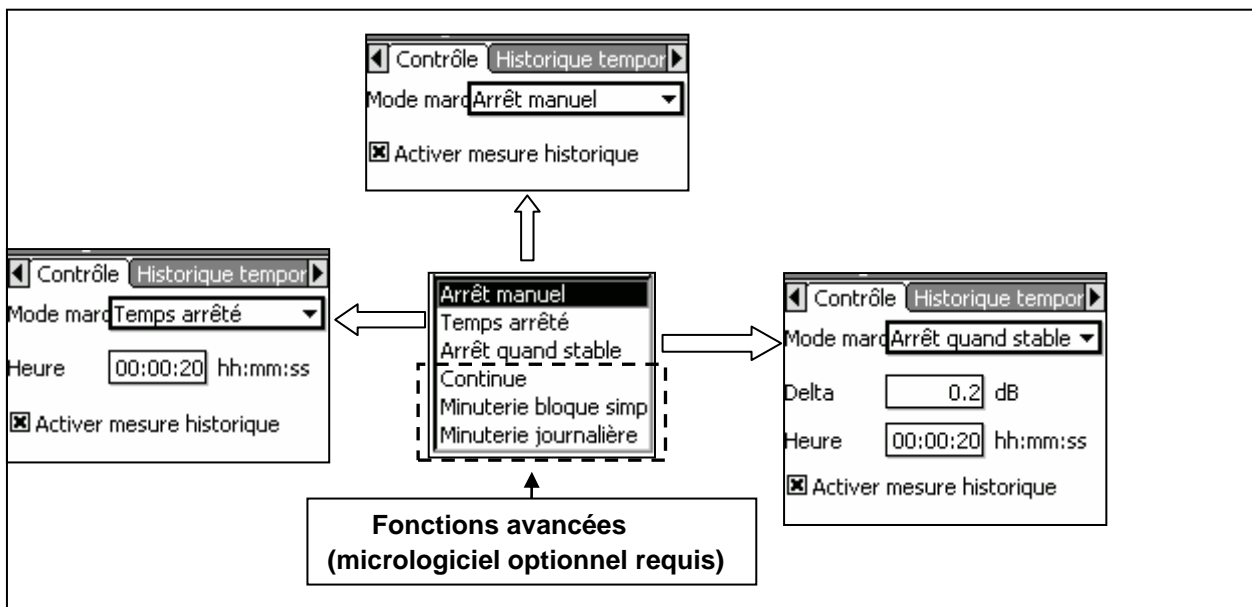 Contrôle Historique tempor
Mode marc Arrêt manuel
Activer mesure historique
Contrôle Historique tempor
Mode marc Temps arrêté
Heure 00:00:20 hh:mm:ss
Activer mesure historique
Arrêt manuel
Temps arrêté
Arrêt quand stable
Continue
Minuterie bloque simp
Minuterie journalière
Contrôle Historique tempor
Mode marc Arrêt quand stable
Delta 0.2 dB
Heure 00:00:20 hh:mm:ss
Activer mesure historique
Fonctions avancées
(micrologiciel optionnel requis)